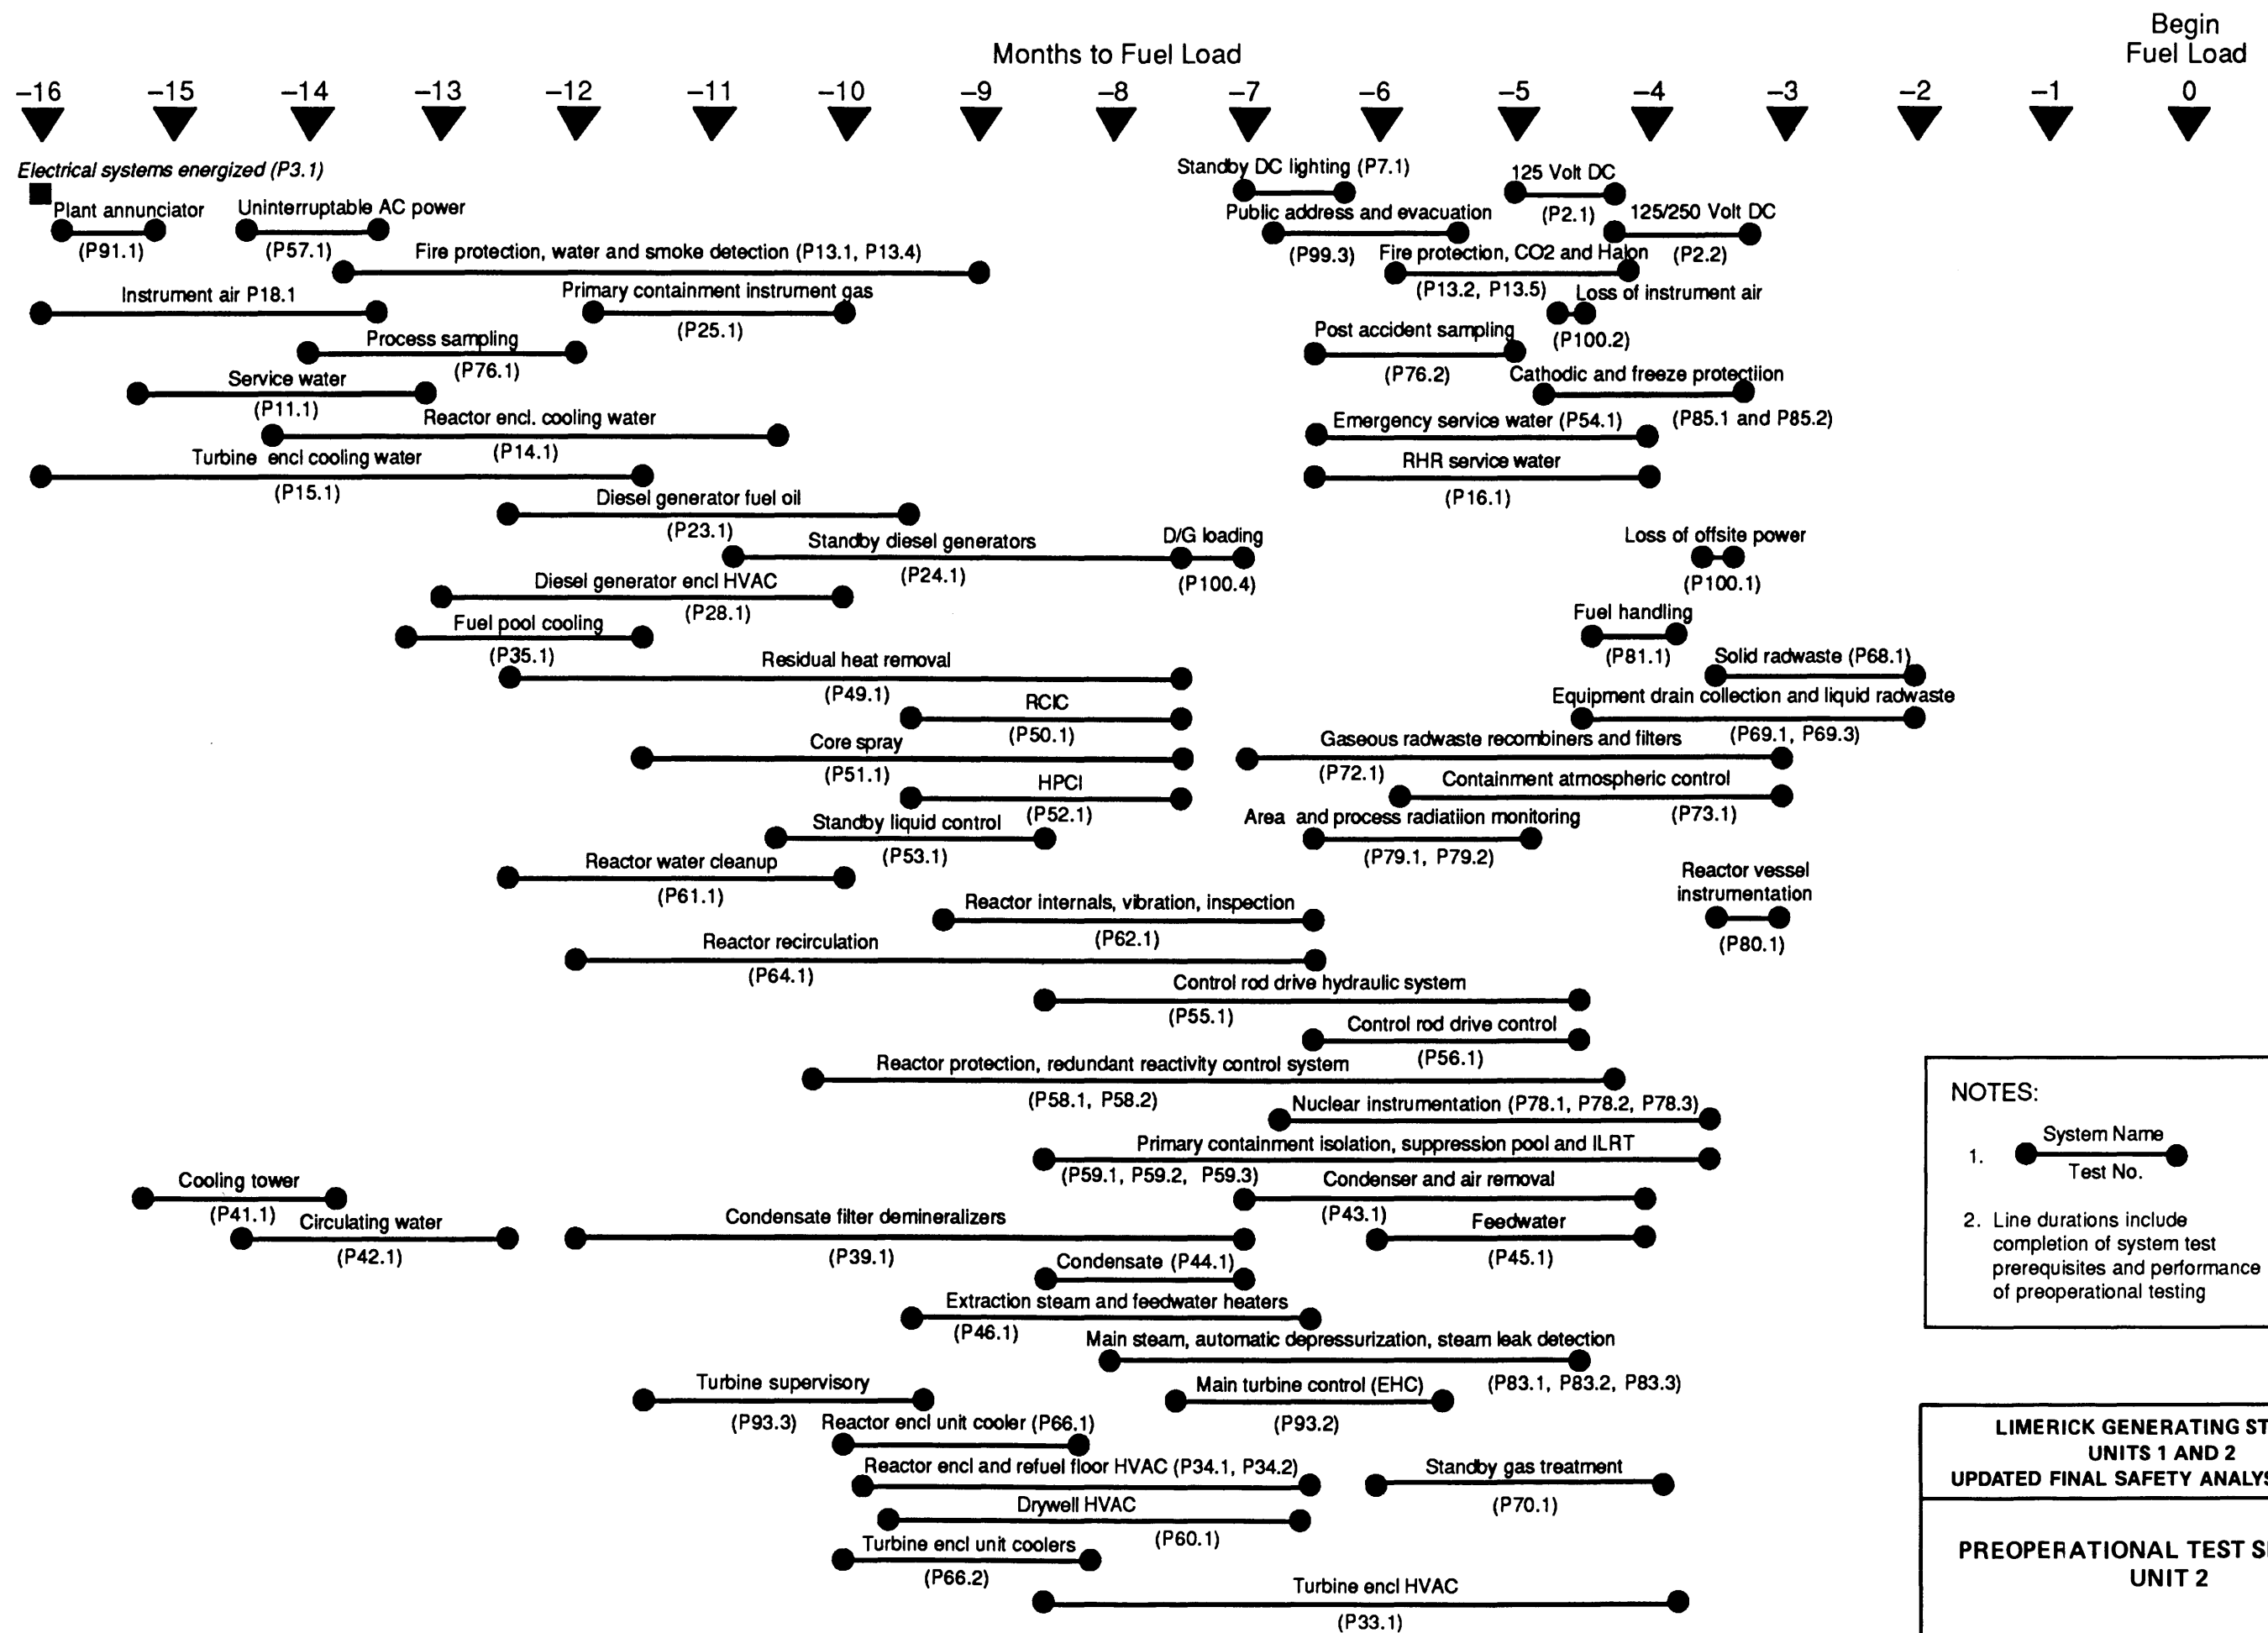 Begin
Months to Fuel Load
Fuel Load
–16 –15 –14 –13 –12 –11 –10 –9 –8 –7 –6 –5 –4 –3 –2 –1 0
Electrical systems energized (P3.1)
Standby DC lighting (P7.1)
125 Volt DC
Plant annunciator
Uninterruptable AC power
Public address and evacuation
(P2.1)
125/250 Volt DC
(P91.1)
(P57.1)
Fire protection, water and smoke detection (P13.1, P13.4)
(P99.3)
Fire protection, CO2 and Halon
(P2.2)
Instrument air P18.1
Primary containment instrument gas
(P13.2, P13.5)
Loss of instrument air
(P25.1)
Process sampling
Post accident sampling
(P100.2)
(P76.1)
(P76.2)
Service water
Cathodic and freeze protectiion
(P11.1)
Reactor encl. cooling water
Emergency service water (P54.1)
(P85.1 and P85.2)
(P14.1)
Turbine encl cooling water
RHR service water
(P15.1)
Diesel generator fuel oil
(P16.1)
(P23.1)
Standby diesel generators
D/G loading
Loss of offsite power
(P24.1)
(P100.4)
(P100.1)
Diesel generator encl HVAC
(P28.1)
Fuel handling
Fuel pool cooling
(P35.1)
(P81.1)
Residual heat removal
Solid radwaste (P68.1)
(P49.1)
RCIC
Equipment drain collection and liquid radwaste
(P50.1)
(P69.1, P69.3)
Core spray
Gaseous radwaste recombiners and filters
(P51.1)
(P72.1)
HPCI
Containment atmospheric control
(P52.1)
(P73.1)
Standby liquid control
Area and process radiatiion monitoring
(P53.1)
(P79.1, P79.2)
Reactor water cleanup
Reactor vessel
instrumentation
(P61.1)
Reactor internals, vibration, inspection
(P62.1)
(P80.1)
Reactor recirculation
(P64.1)
Control rod drive hydraulic system
(P55.1)
Control rod drive control
(P56.1)
Reactor protection, redundant reactivity control system
(P58.1, P58.2)
Nuclear instrumentation (P78.1, P78.2, P78.3)
Primary containment isolation, suppression pool and ILRT
(P59.1, P59.2, P59.3)
Cooling tower
Condenser and air removal
(P41.1)
(P43.1)
Circulating water
Condensate filter demineralizers
Feedwater
(P42.1)
(P39.1)
(P45.1)
Condensate (P44.1)
Extraction steam and feedwater heaters
(P46.1)
Main steam, automatic depressurization, steam leak detection
(P83.1, P83.2, P83.3)
Turbine supervisory
Main turbine control (EHC)
(P93.3)
(P93.2)
Reactor encl unit cooler (P66.1)
Reactor encl and refuel floor HVAC (P34.1, P34.2)
Standby gas treatment
(P70.1)
Drywell HVAC
(P60.1)
Turbine encl unit coolers
(P66.2)
Turbine encl HVAC
(P33.1)
NOTES:
1. System Name
Test No.
2. Line durations include
completion of system test
prerequisites and performance
of preoperational testing
LIMERICK GENERATING ST
UNITS 1 AND 2
UPDATED FINAL SAFETY ANALYS
PREOPERATIONAL TEST S
UNIT 2